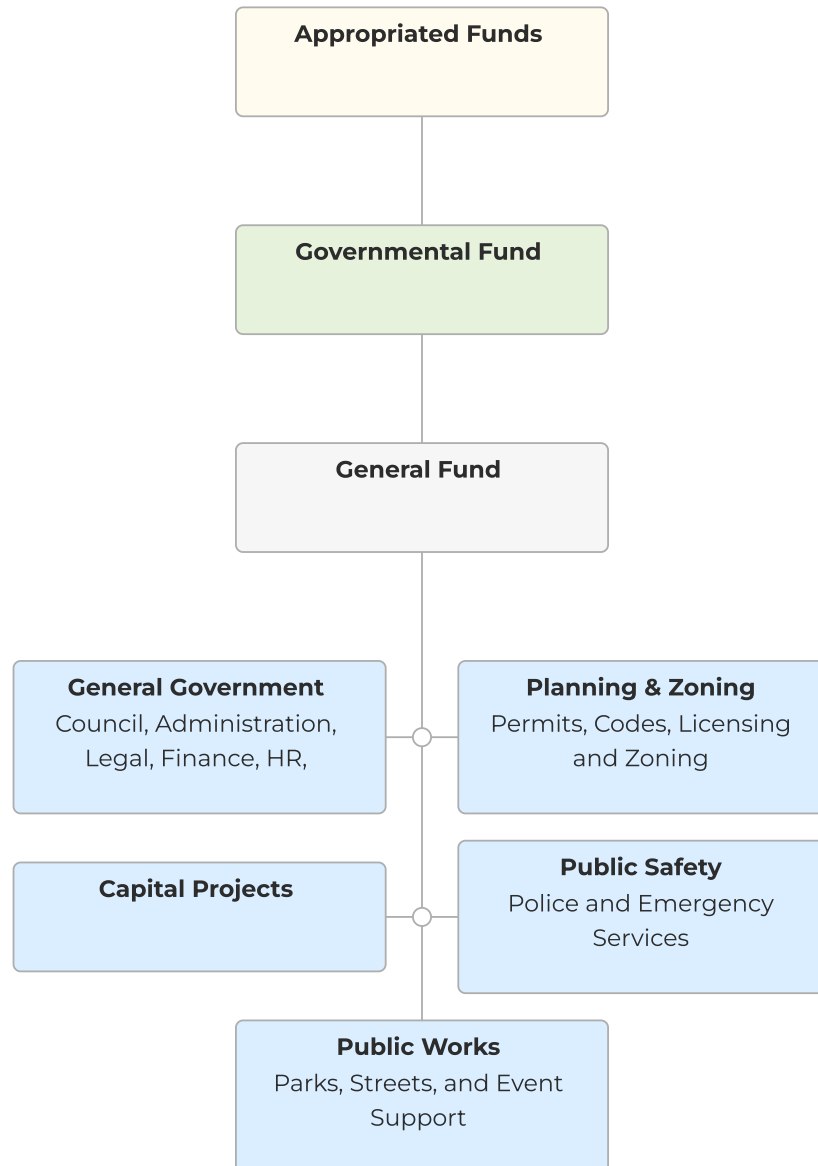 Appropriated Funds
Governmental Fund
General Fund
General Government
Council, Administration,
Legal, Finance, HR,
Planning & Zoning
Permits, Codes, Licensing
and Zoning
Capital Projects
Public Safety
Police and Emergency
Services
Public Works
Parks, Streets, and Event
Support